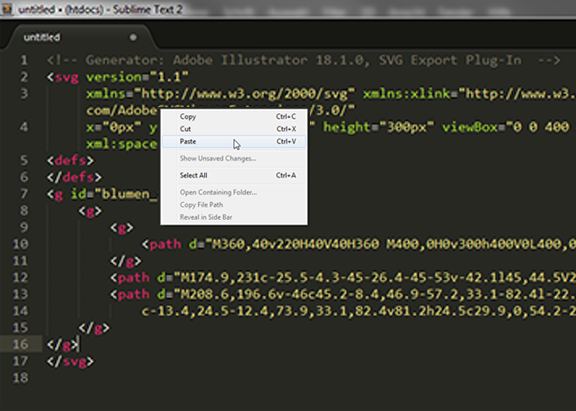 untitled • (htdocs) - Sublime Text 2
untitled
1 <!-- Generator: Adobe Illustrator 18.1.0, SVG Export Plug-In -->
2 <svg version="1.1"
3 xmlns="http://www.w3.org/2000/svg" xmlns:xlink="http://www.w3.
com/Adobe 3.0/"
4 x="0px" y height="300px" viewBox="0 0 400
xml:space
5 <defs>
6 </defs>
7 <g id="blumen_
8 <g>
9 <g>
10 <path d="M360,40v220H40V40H360 M400,0H0v300h400V0L400,0
11 </g>
12 <path d="M174.9,231c-25.5-4.3-45-26.4-45-53v-42.1l45,44.5V2
13 <path d="M208.6,196.6v-46c45.2-8.4,46.9-57.2,33.1-82.4l-22.
14 c-13.4,24.5-12.4,73.9,33.1,82.4v81.2h24.5c29.9,0,54.2-2
15 </g>
16 </g>
17 </svg>
18
Copy Ctrl+C
Cut Ctrl+X
Paste Ctrl+V
Show Unsaved Changes...
Select All Ctrl+A
Open Containing Folder...
Copy File Path
Reveal in Side Bar